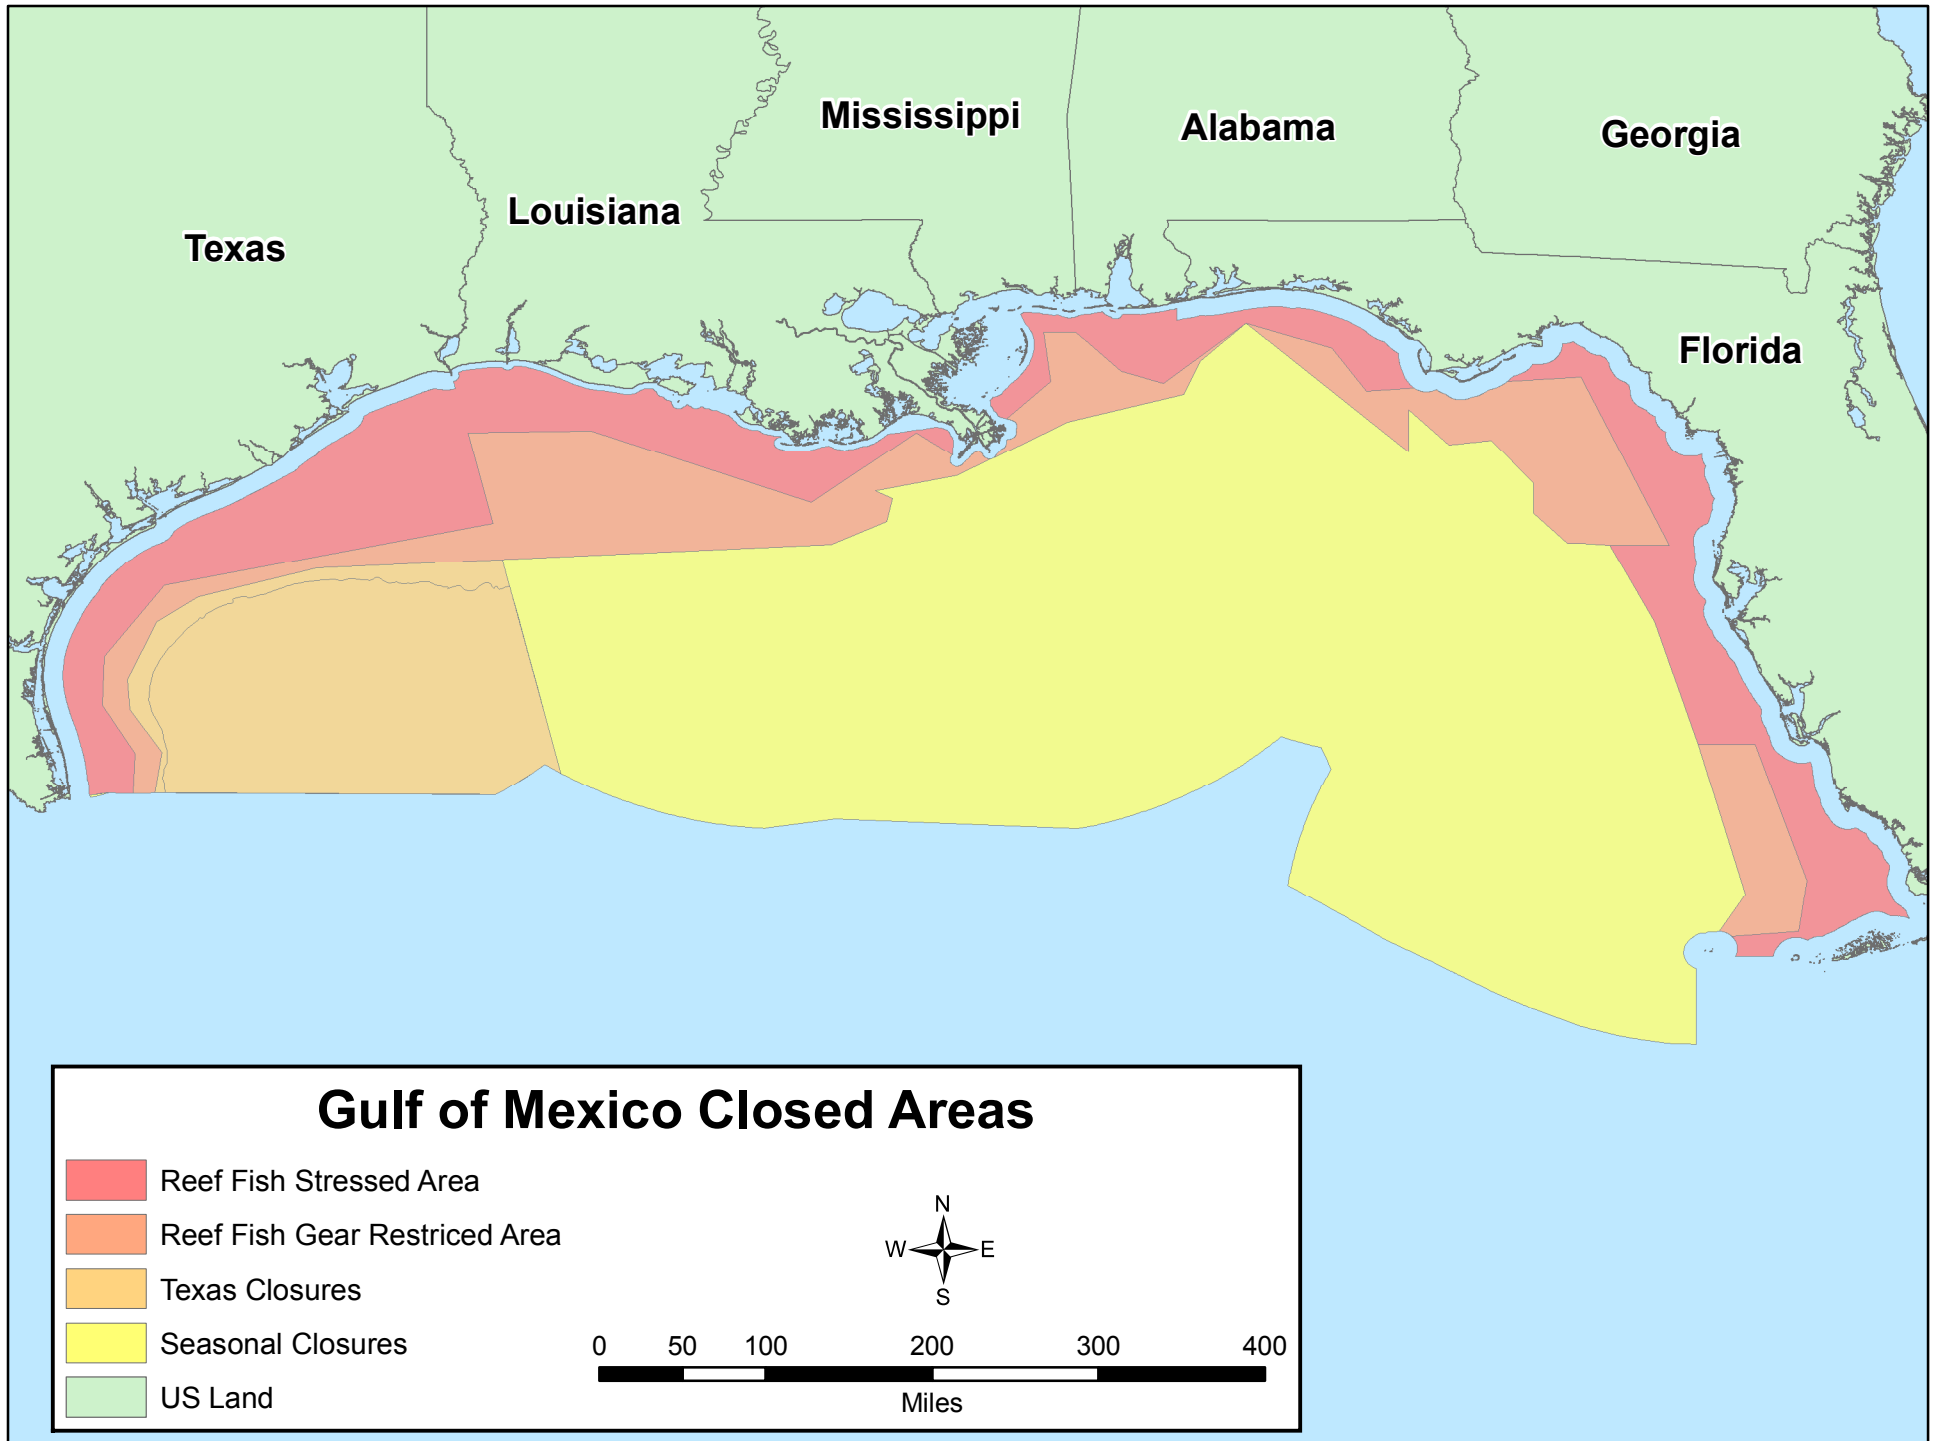 Mississippi
Alabama
Georgia
Louisiana
Texas
Florida
Gulf of Mexico Closed Areas
Reef Fish Stressed Area
Reef Fish Gear Restriced Area
Texas Closures
Seasonal Closures
US Land
N
W E
S
0 50 100 200 300 400
Miles